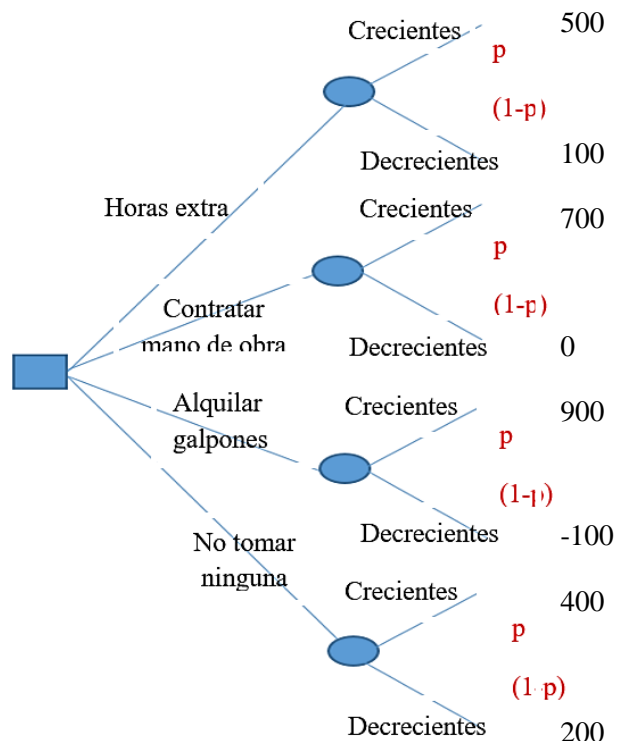 Crecientes
500
p
(1-p)
Decrecientes
100
Horas extra
Crecientes
700
p
(1-p)
Contratar
mano de obra
Decrecientes
0
Alquilar
galpones
Crecientes
900
p
(1-p)
Decrecientes
-100
No tomar
ninguna
Crecientes
400
p
(1-p)
Decrecientes
200